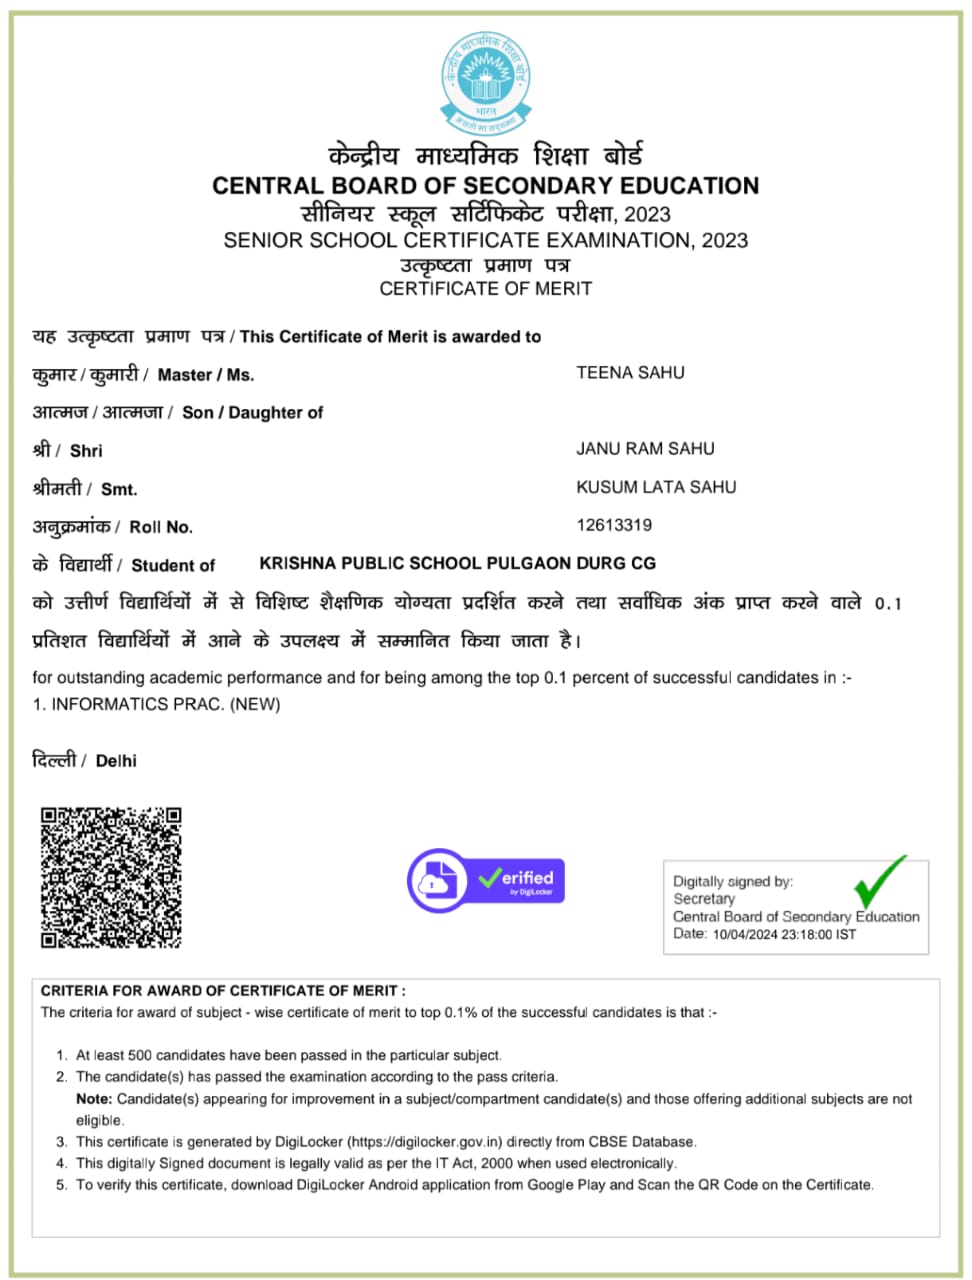 केन्द्रीय माध्यमिक शिक्षा बोर्ड
भारत
असतो मा सद्गमय
केन्द्रीय माध्यमिक शिक्षा बोर्ड
CENTRAL BOARD OF SECONDARY EDUCATION
सीनियर स्कूल सर्टिफिकेट परीक्षा, 2023
SENIOR SCHOOL CERTIFICATE EXAMINATION, 2023
उत्कृष्टता प्रमाण पत्र
CERTIFICATE OF MERIT
यह उत्कृष्टता प्रमाण पत्र / This Certificate of Merit is awarded to
कुमार / कुमारी / Master / Ms. TEENA SAHU
आत्मज / आत्मजा / Son / Daughter of
श्री / Shri JANU RAM SAHU
श्रीमती / Smt. KUSUM LATA SAHU
अनुक्रमांक / Roll No. 12613319
के विद्यार्थी / Student of KRISHNA PUBLIC SCHOOL PULGAON DURG CG
को उत्तीर्ण विद्यार्थियों में से विशिष्ट शैक्षणिक योग्यता प्रदर्शित करने तथा सर्वाधिक अंक प्राप्त करने वाले 0.1
प्रतिशत विद्यार्थियों में आने के उपलक्ष्य में सम्मानित किया जाता है।
for outstanding academic performance and for being among the top 0.1 percent of successful candidates in :-
1. INFORMATICS PRAC. (NEW)
दिल्ली / Delhi
erified
by DigiLocker
Digitally signed by:
Secretary
Central Board of Secondary Education
Date: 10/04/2024 23:18:00 IST
CRITERIA FOR AWARD OF CERTIFICATE OF MERIT :
The criteria for award of subject - wise certificate of merit to top 0.1% of the successful candidates is that :-
1. At least 500 candidates have been passed in the particular subject.
2. The candidate(s) has passed the examination according to the pass criteria.
Note: Candidate(s) appearing for improvement in a subject/compartment candidate(s) and those offering additional subjects are not
eligible.
3. This certificate is generated by DigiLocker (https://digilocker.gov.in) directly from CBSE Database.
4. This digitally Signed document is legally valid as per the IT Act, 2000 when used electronically.
5. To verify this certificate, download DigiLocker Android application from Google Play and Scan the QR Code on the Certificate.